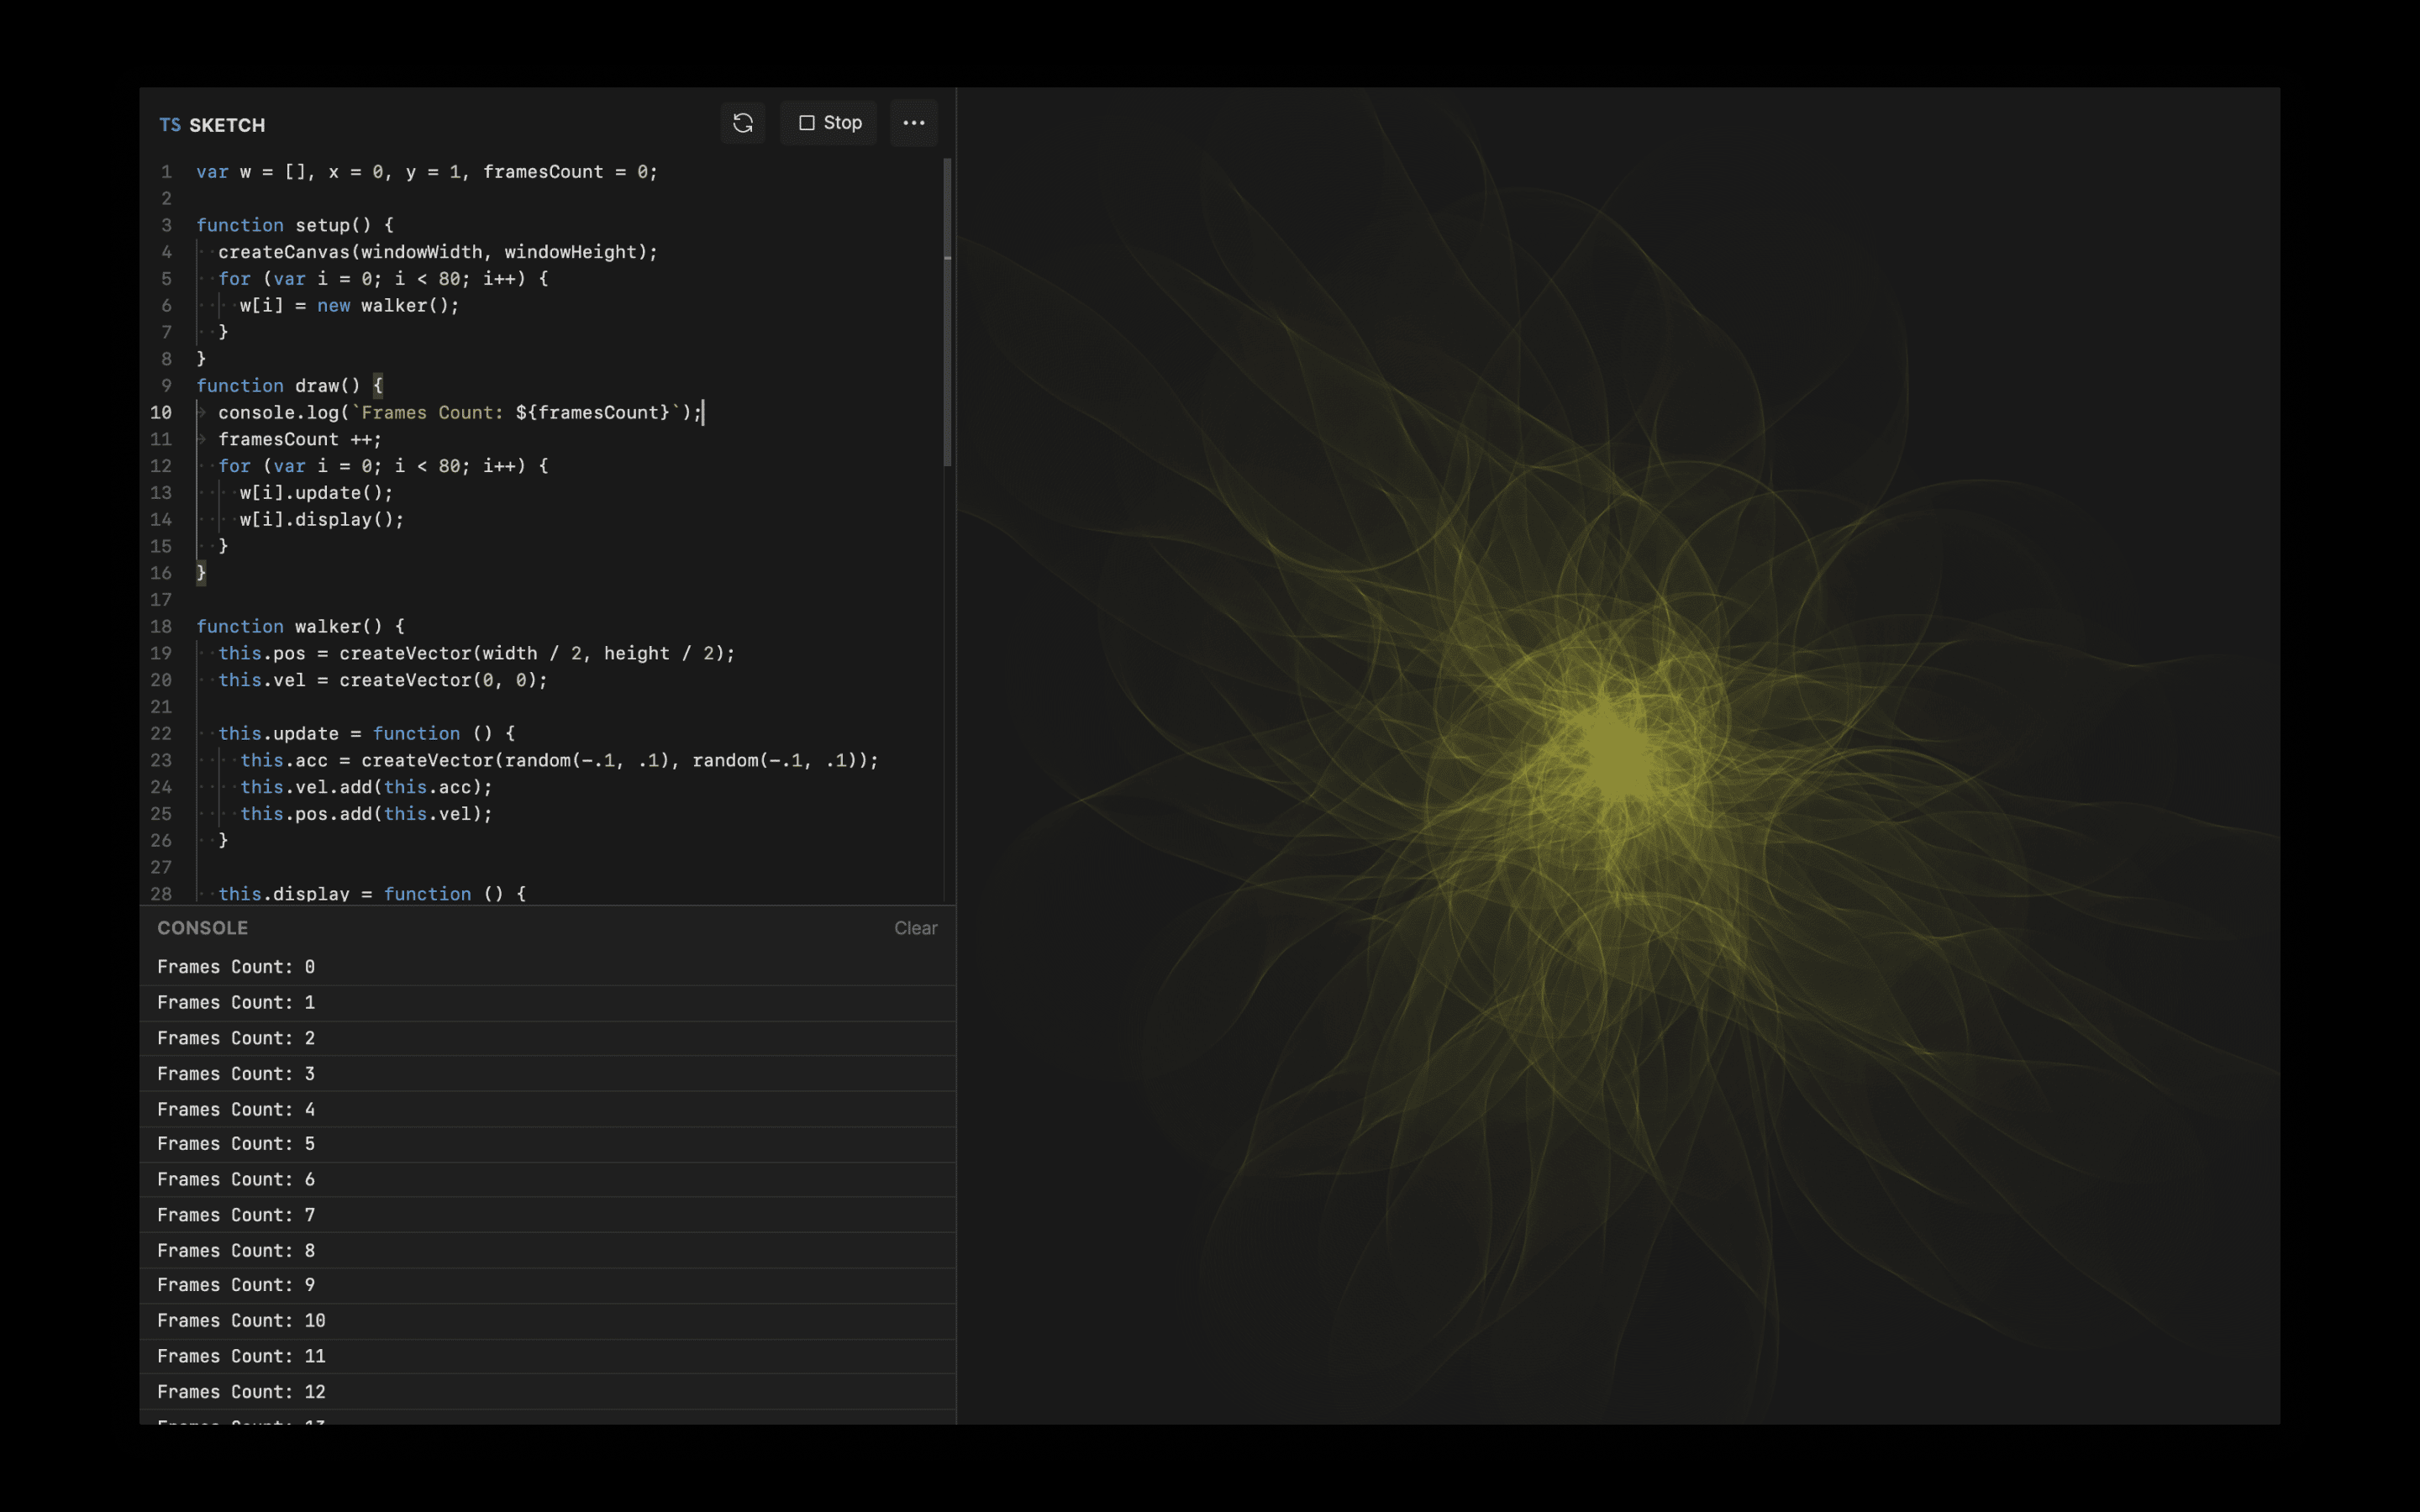 TS SKETCH
Stop
1 var w = [], x = 0, y = 1, framesCount = 0;
2
3 function setup() {
4 createCanvas(windowWidth, windowHeight);
5 for (var i = 0; i < 80; i++) {
6 w[i] = new walker();
7 }
8 }
9 function draw() {
10 console.log(`Frames Count: ${framesCount}`);
11 framesCount ++;
12 for (var i = 0; i < 80; i++) {
13 w[i].update();
14 w[i].display();
15 }
16 }
17
18 function walker() {
19 this.pos = createVector(width / 2, height / 2);
20 this.vel = createVector(0, 0);
21
22 this.update = function () {
23 this.acc = createVector(random(-.1, .1), random(-.1, .1));
24 this.vel.add(this.acc);
25 this.pos.add(this.vel);
26 }
27
28 this.display = function () {
CONSOLE
Clear
Frames Count: 0
Frames Count: 1
Frames Count: 2
Frames Count: 3
Frames Count: 4
Frames Count: 5
Frames Count: 6
Frames Count: 7
Frames Count: 8
Frames Count: 9
Frames Count: 10
Frames Count: 11
Frames Count: 12
Frames Count: 13